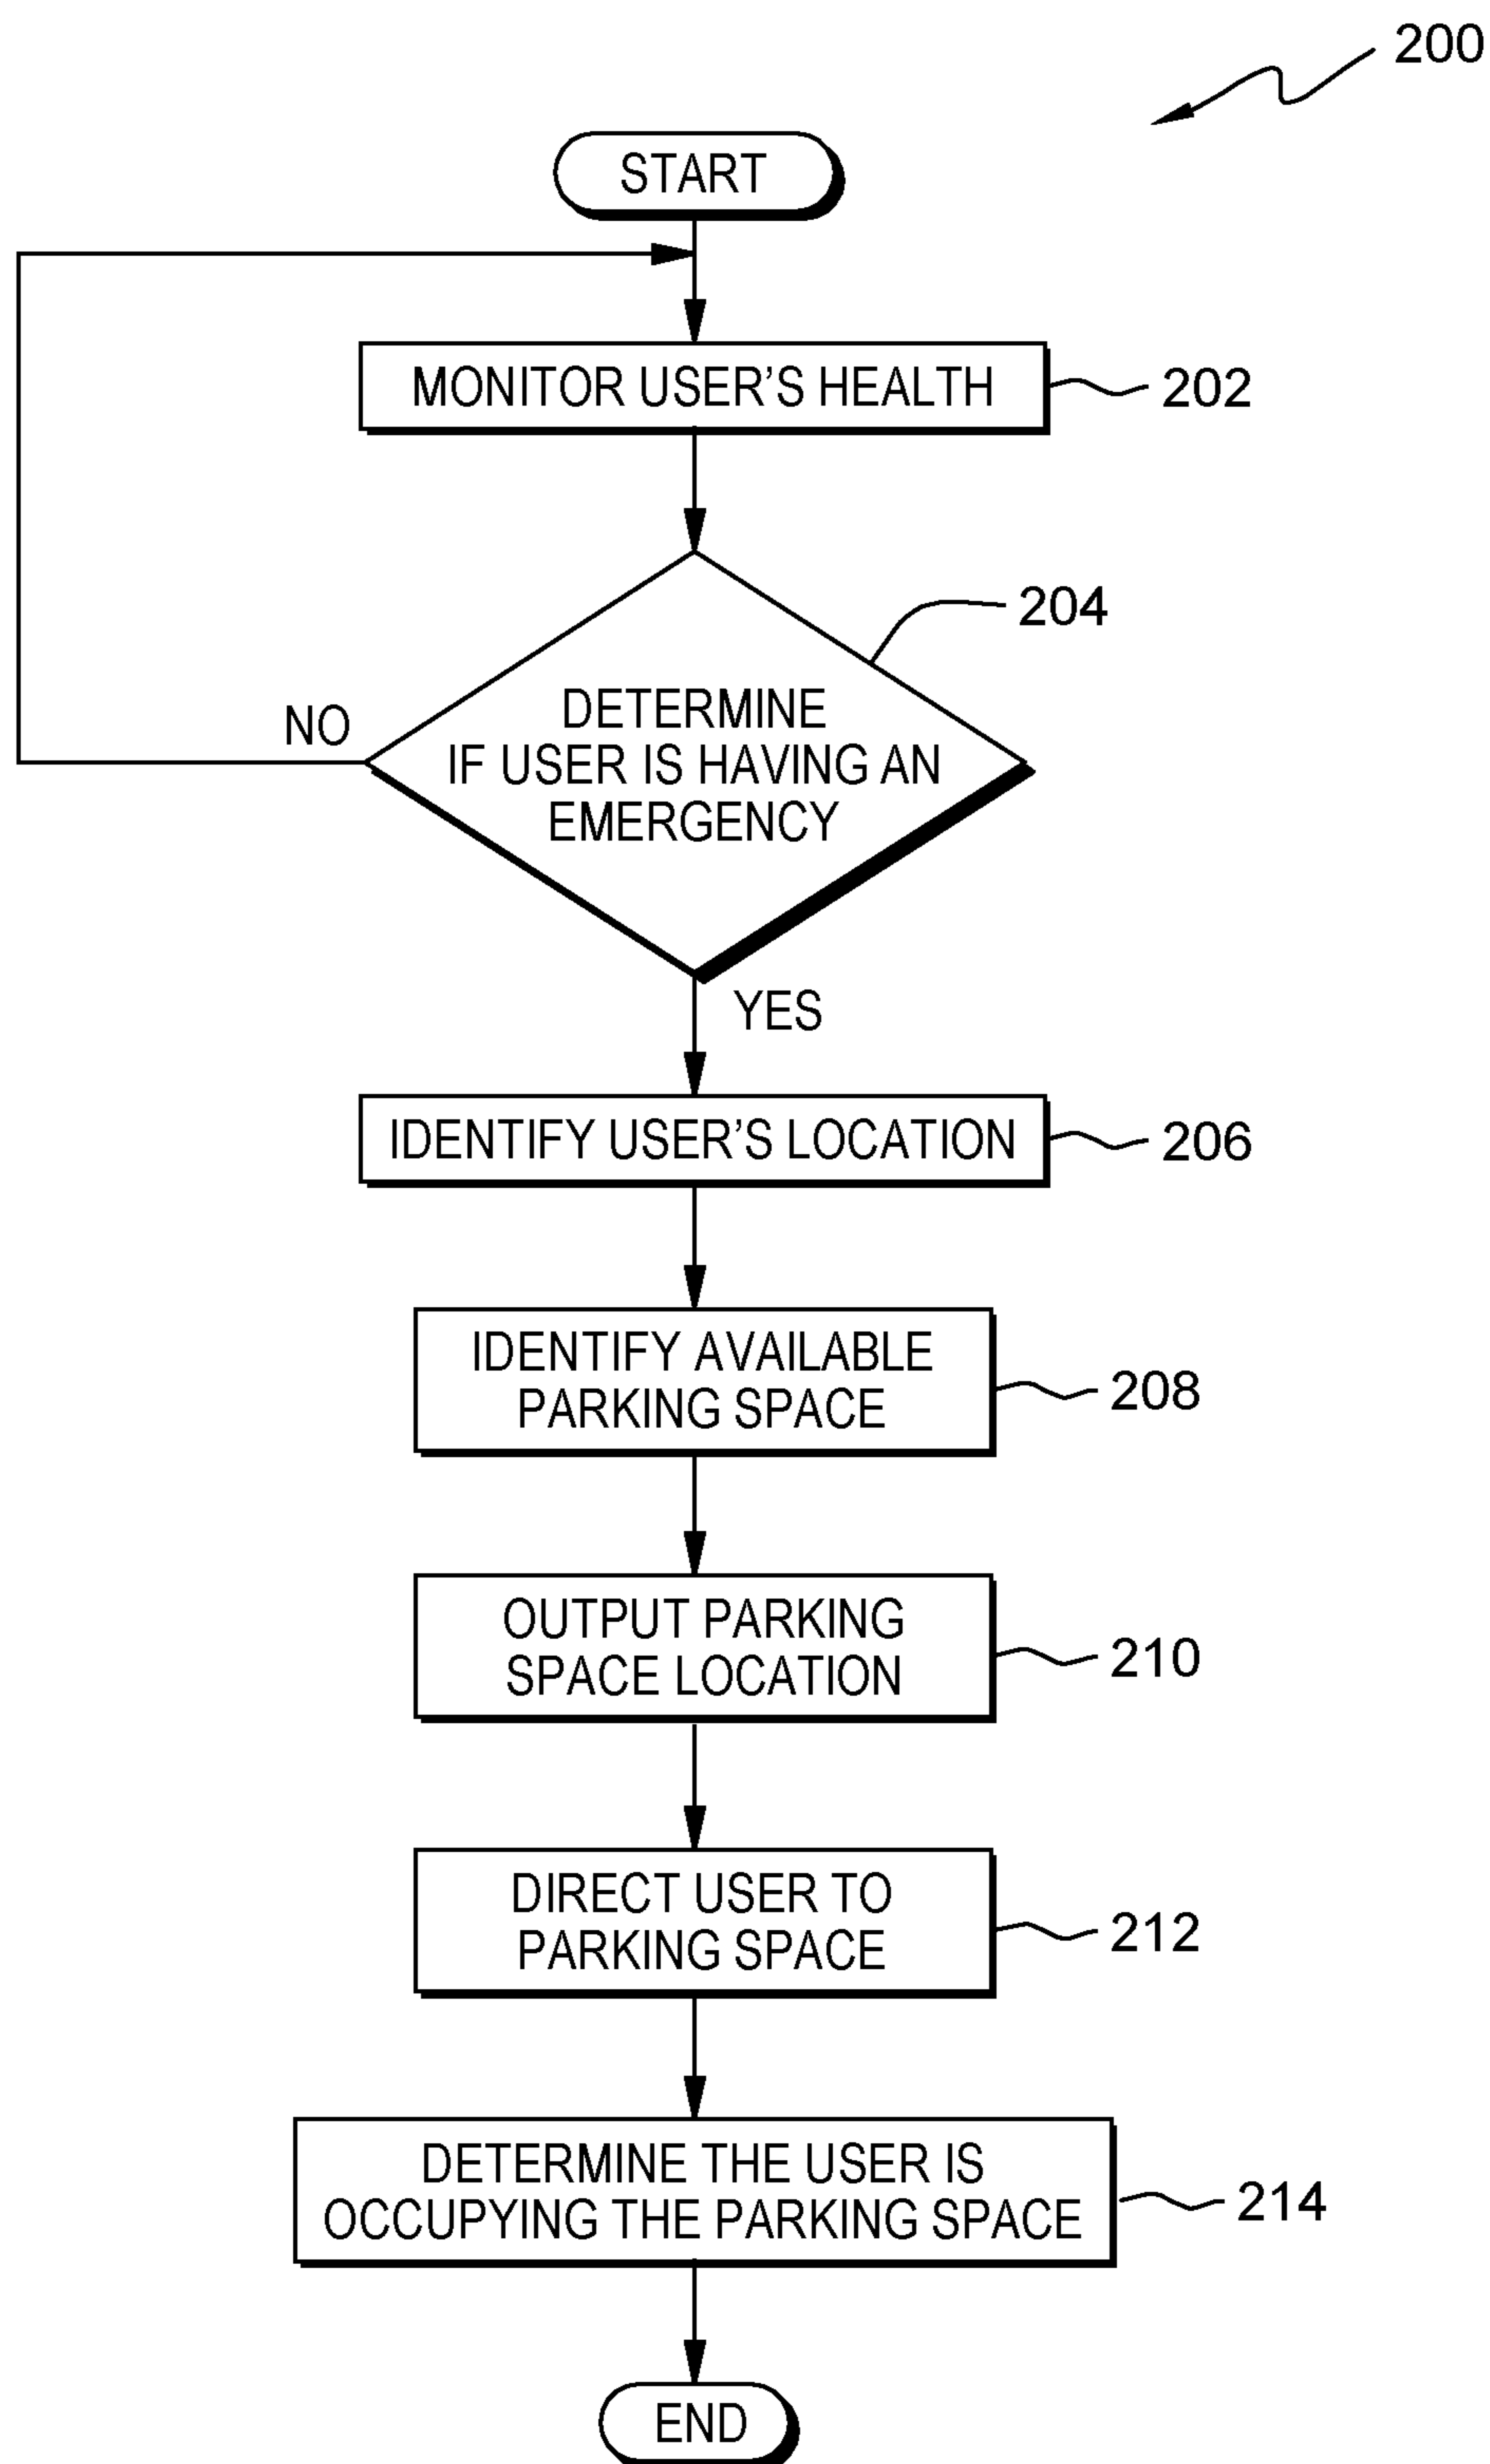 200
START
MONITOR USER'S HEALTH
202
204
DETERMINE
IF USER IS HAVING AN
EMERGENCY
NO
YES
IDENTIFY USER'S LOCATION
206
IDENTIFY AVAILABLE
PARKING SPACE
208
OUTPUT PARKING
SPACE LOCATION
210
DIRECT USER TO
PARKING SPACE
212
DETERMINE THE USER IS
OCCUPYING THE PARKING SPACE
214
END